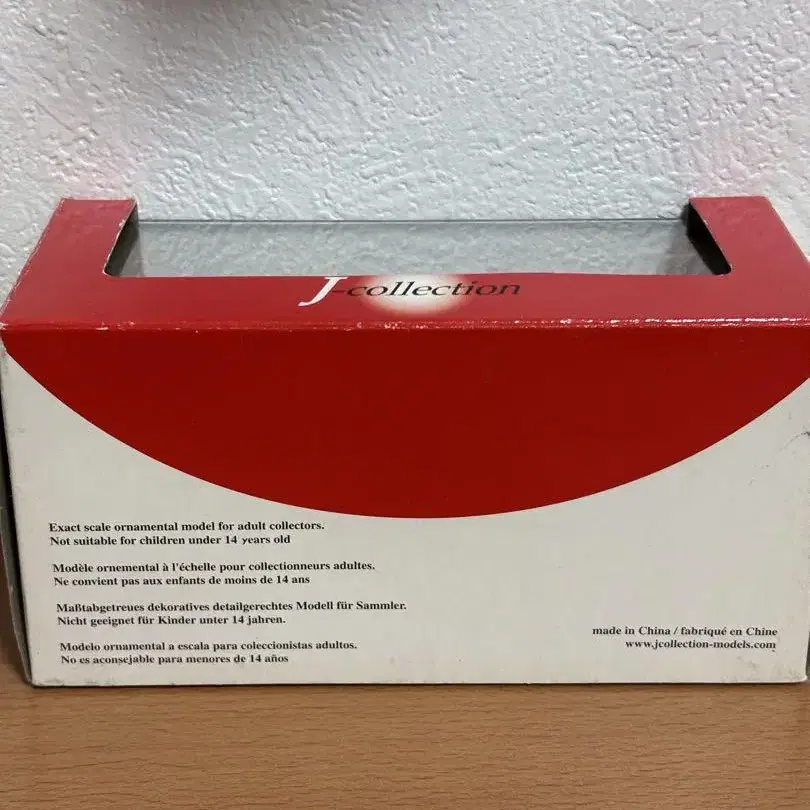 J-collection
Exact scale ornamental model for adult collectors.
Not suitable for children under 14 years old
Modèle ornemental à l'échelle pour collectionneurs adultes.
Ne convient pas aux enfants de moins de 14 ans
Maßtabgetreues dekoratives detailgerechtes Modell für Sammler.
Nicht geeignet für Kinder unter 14 jahren.
Modelo ornamental a escala para coleccionistas adultos.
No es aconsejable para menores de 14 años
made in China / fabriqué en Chine
www.jcollection-models.com